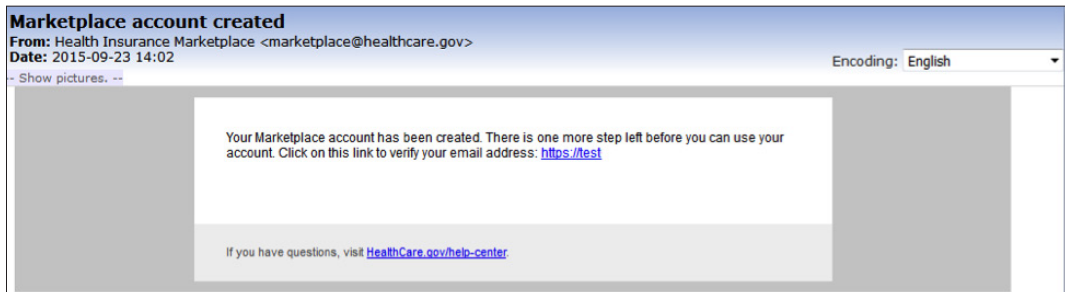 Marketplace account created
From: Health Insurance Marketplace <marketplace@healthcare.gov>
Date: 2015-09-23 14:02
Encoding: English
-- Show pictures. --
Your Marketplace account has been created. There is one more step left before you can use your
account. Click on this link to verify your email address: https://test
If you have questions, visit HealthCare.gov/help-center.